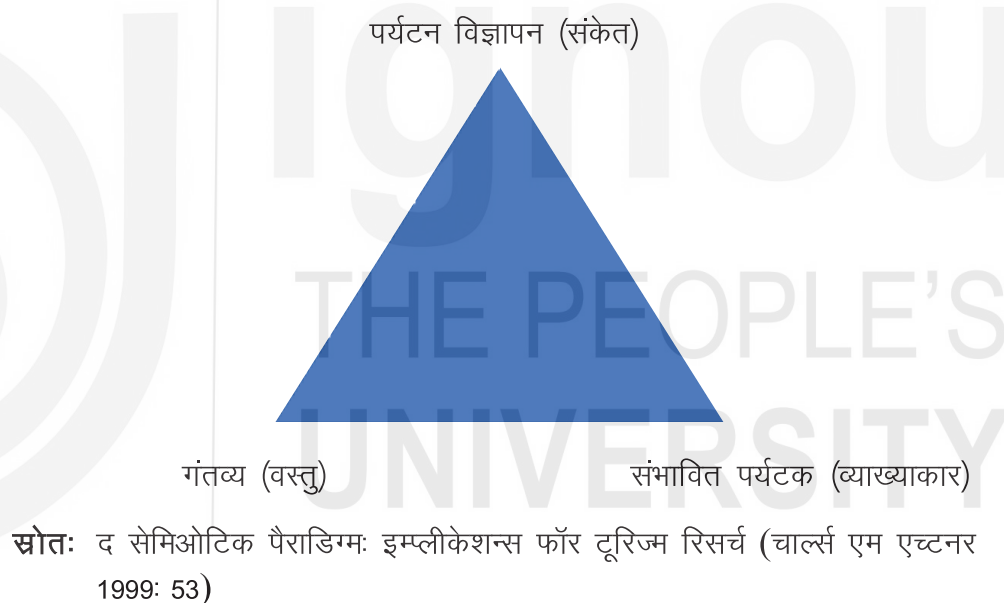 पर्यटन विज्ञापन (संकेत)
ignou
THE PEOPLE'S
UNIVERSITY
गंतव्य (वस्तु)
संभावित पर्यटक (व्याख्याकार)
स्रोतः द सेमिओटिक पैराडिग्मः इम्प्लीकेशन्स फॉर टूरिज्म रिसर्च (चार्ल्स एम एच्टनर
1999: 53)